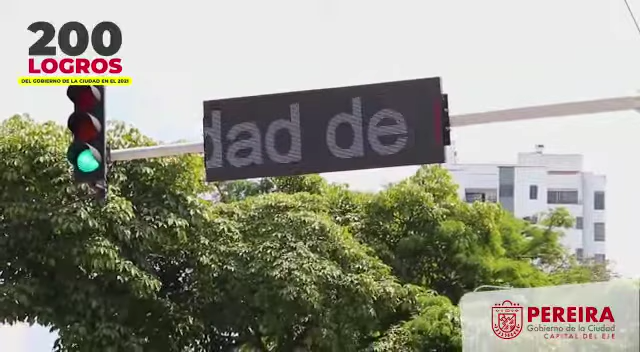 200
LOGROS
DEL GOBIERNO DE LA CIUDAD EN EL 2021
dad de
PEREIRA
Gobierno de la Ciudad
CAPITAL DEL EJE